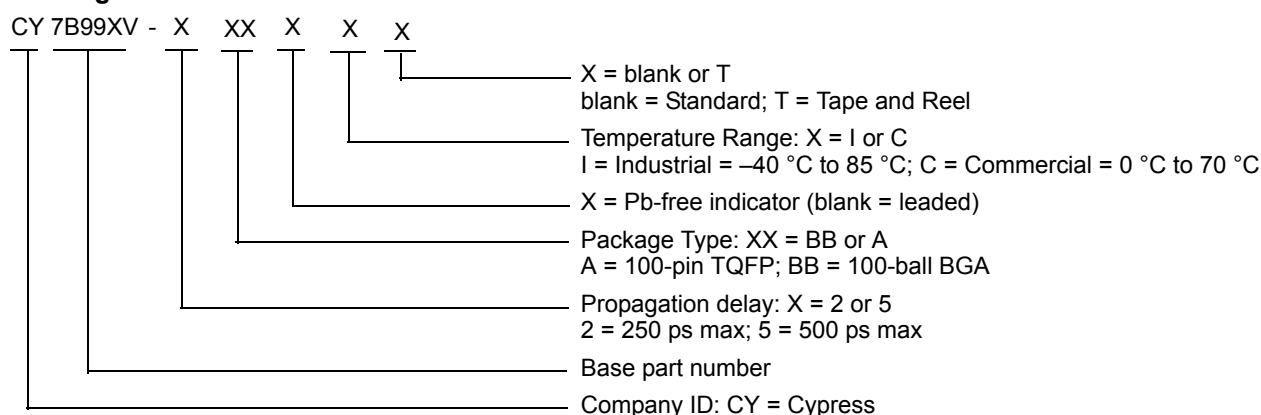 CY 7B99XV - X XX X X X
X = blank or T
blank = Standard; T = Tape and Reel
Temperature Range: X = I or C
I = Industrial = –40 °C to 85 °C; C = Commercial = 0 °C to 70 °C
X = Pb-free indicator (blank = leaded)
Package Type: XX = BB or A
A = 100-pin TQFP; BB = 100-ball BGA
Propagation delay: X = 2 or 5
2 = 250 ps max; 5 = 500 ps max
Base part number
Company ID: CY = Cypress